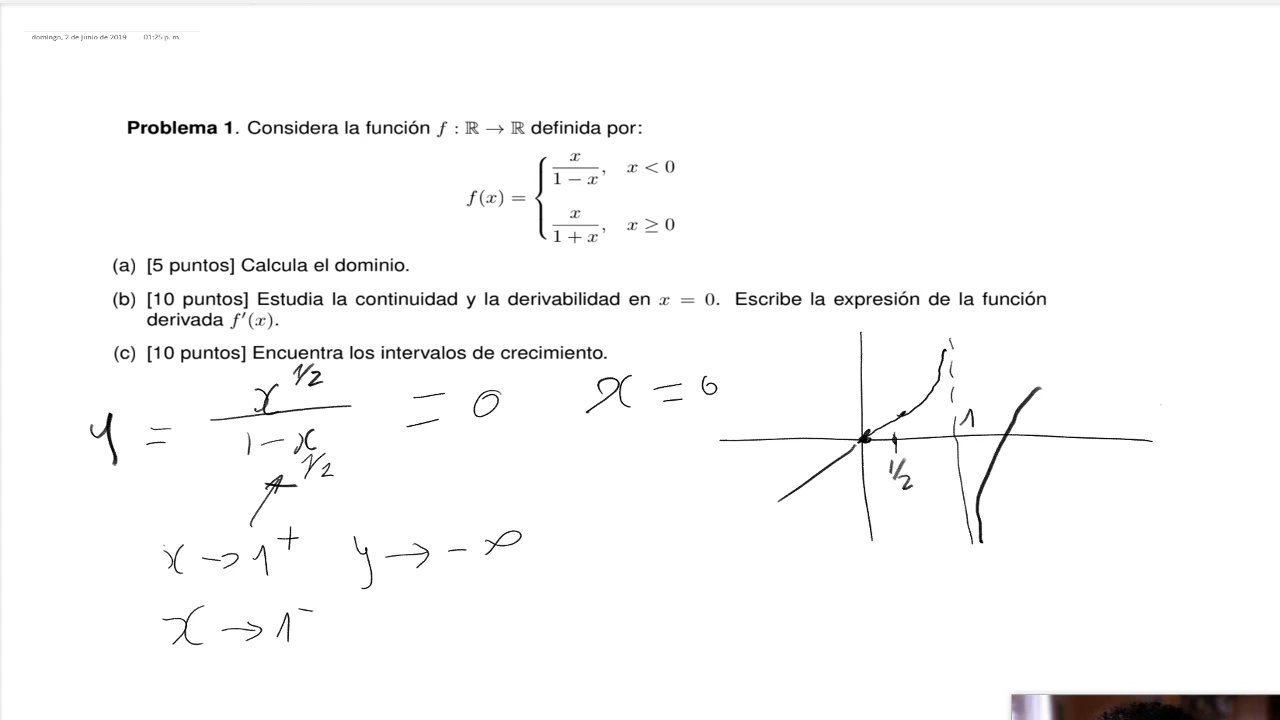 domingo, 2 de junio de 2019 01:25 p. m.
Problema 1. Considera la función f : ℝ → ℝ definida por:
f(x) = { x/(1 − x), x < 0
x/(1 + x), x ≥ 0
(a) [5 puntos] Calcula el dominio.
(b) [10 puntos] Estudia la continuidad y la derivabilidad en x = 0. Escribe la expresión de la función
derivada f′(x).
(c) [10 puntos] Encuentra los intervalos de crecimiento.
y = x/(1−x) = 0 x = 0
1/2
1/2
1
1/2
x → 1⁺ y → −∞
x → 1⁻